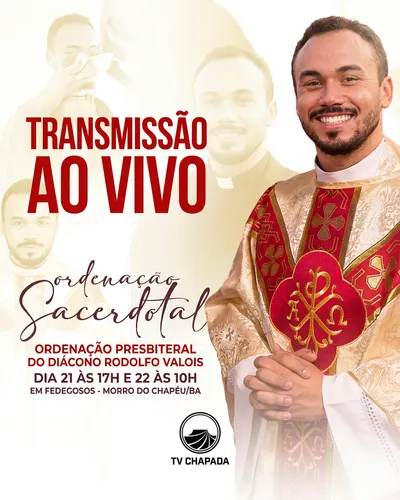 TRANSMISSÃO
AO VIVO
ordenação
Sacerdotal
ORDENAÇÃO PRESBITERAL
DO DIÁCONO RODOLFO VALOIS
DIA 21 ÀS 17H E 22 ÀS 10H
EM FEDEGOSOS - MORRO DO CHAPÉU/BA
TV CHAPADA
Α Ω